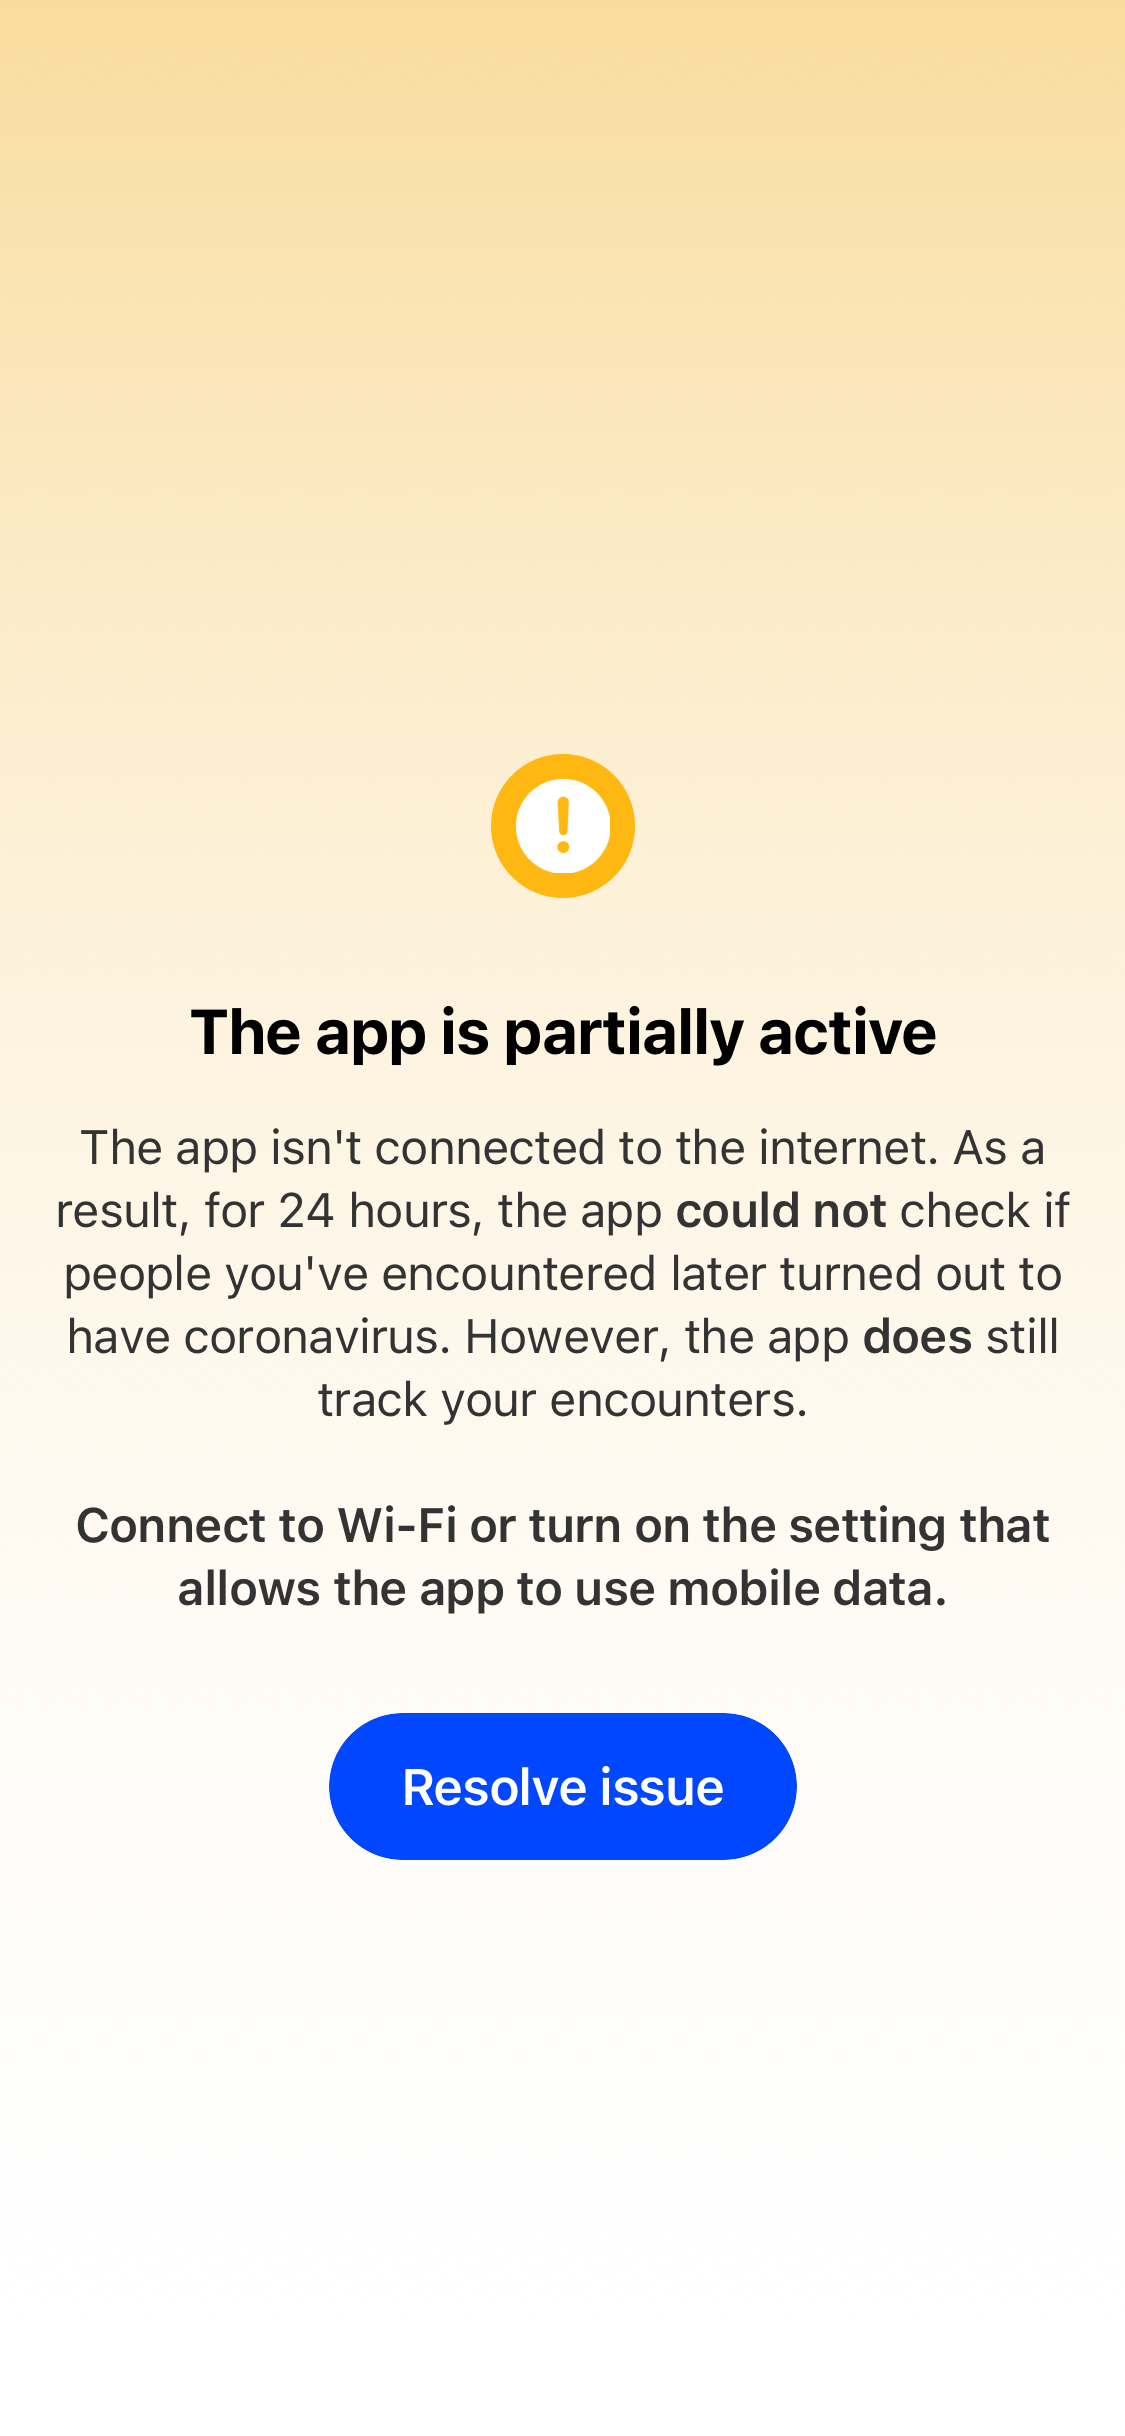 The app is partially active
The app isn't connected to the internet. As a
result, for 24 hours, the app could not check if
people you've encountered later turned out to
have coronavirus. However, the app does still
track your encounters.
Connect to Wi-Fi or turn on the setting that
allows the app to use mobile data.
Resolve issue